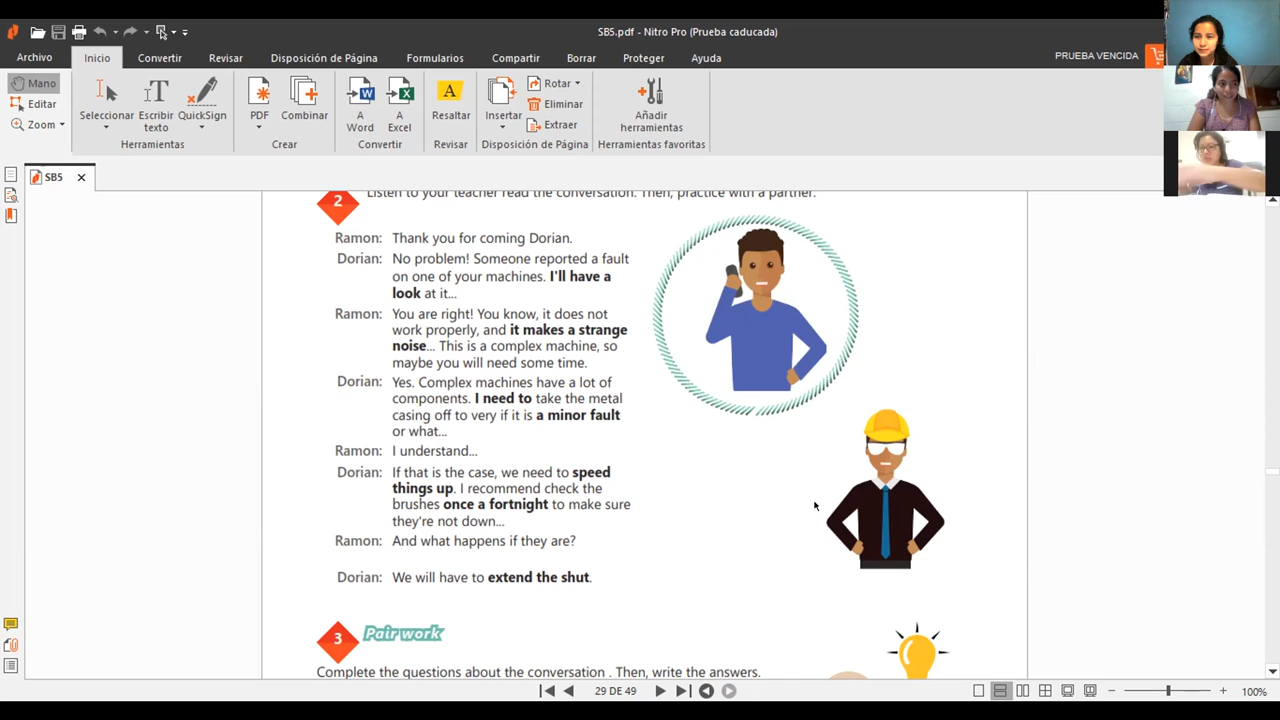 SB5.pdf - Nitro Pro (Prueba caducada)
Archivo
Inicio
Convertir
Revisar
Disposición de Página
Formularios
Compartir
Borrar
Proteger
Ayuda
PRUEBA VENCIDA
Mano
Editar
Zoom
Seleccionar
Escribir texto
QuickSign
Herramientas
PDF
Combinar
Crear
A Word
A Excel
Convertir
Resaltar
Revisar
Insertar
Rotar
Eliminar
Extraer
Disposición de Página
Añadir herramientas
Herramientas favoritas
SB5
2
Listen to your teacher read the conversation. Then, practice with a partner.
Ramon: Thank you for coming Dorian.
Dorian: No problem! Someone reported a fault
on one of your machines. I'll have a
look at it...
Ramon: You are right! You know, it does not
work properly, and it makes a strange
noise... This is a complex machine, so
maybe you will need some time.
Dorian: Yes. Complex machines have a lot of
components. I need to take the metal
casing off to very if it is a minor fault
or what...
Ramon: I understand...
Dorian: If that is the case, we need to speed
things up. I recommend check the
brushes once a fortnight to make sure
they're not down...
Ramon: And what happens if they are?
Dorian: We will have to extend the shut.
3
Pair work
Complete the questions about the conversation . Then, write the answers.
29 DE 49
100%